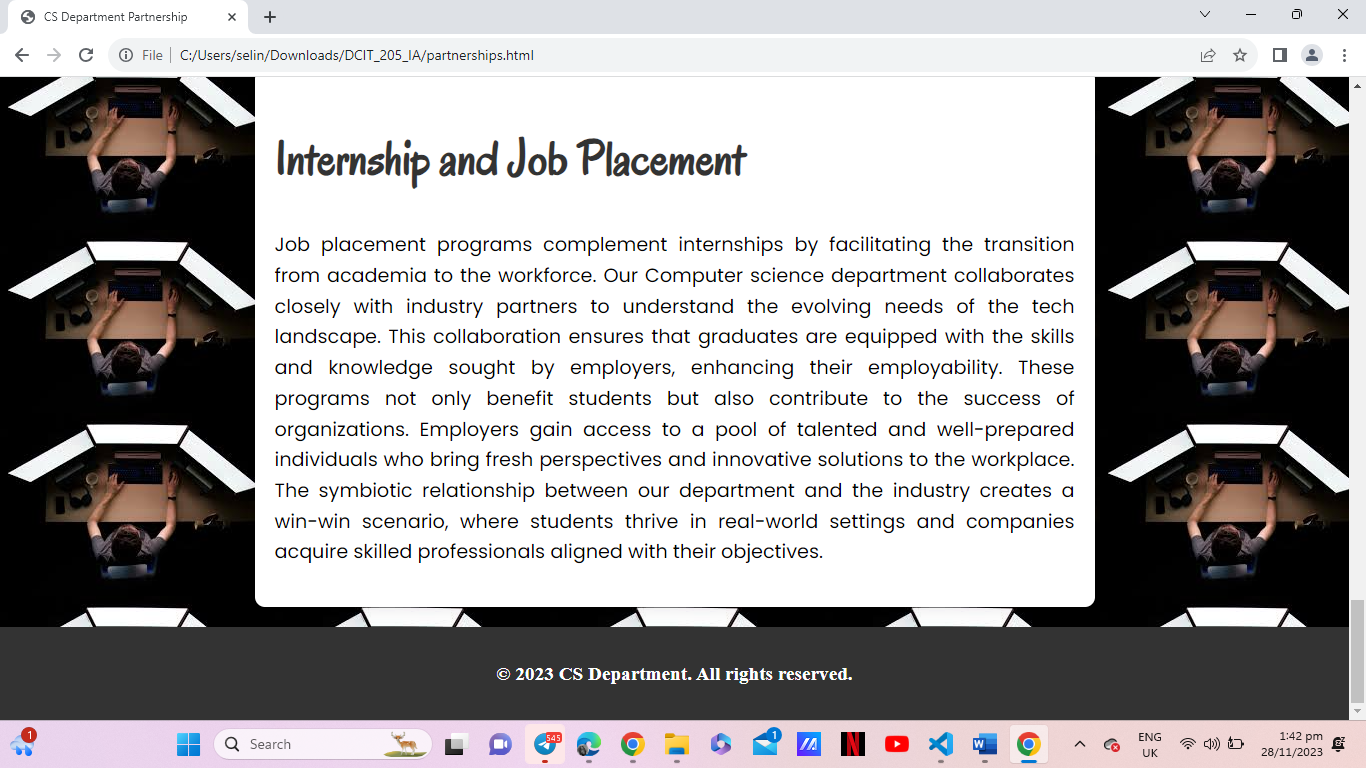 CS Department Partnership
File
C:/Users/selin/Downloads/DCIT_205_IA/partnerships.html
Internship and Job Placement
Job placement programs complement internships by facilitating the transition
from academia to the workforce. Our Computer science department collaborates
closely with industry partners to understand the evolving needs of the tech
landscape. This collaboration ensures that graduates are equipped with the skills
and knowledge sought by employers, enhancing their employability. These
programs not only benefit students but also contribute to the success of
organizations. Employers gain access to a pool of talented and well-prepared
individuals who bring fresh perspectives and innovative solutions to the workplace.
The symbiotic relationship between our department and the industry creates a
win-win scenario, where students thrive in real-world settings and companies
acquire skilled professionals aligned with their objectives.
© 2023 CS Department. All rights reserved.
1
Search
545
1
ENG
UK
1:42 pm
28/11/2023